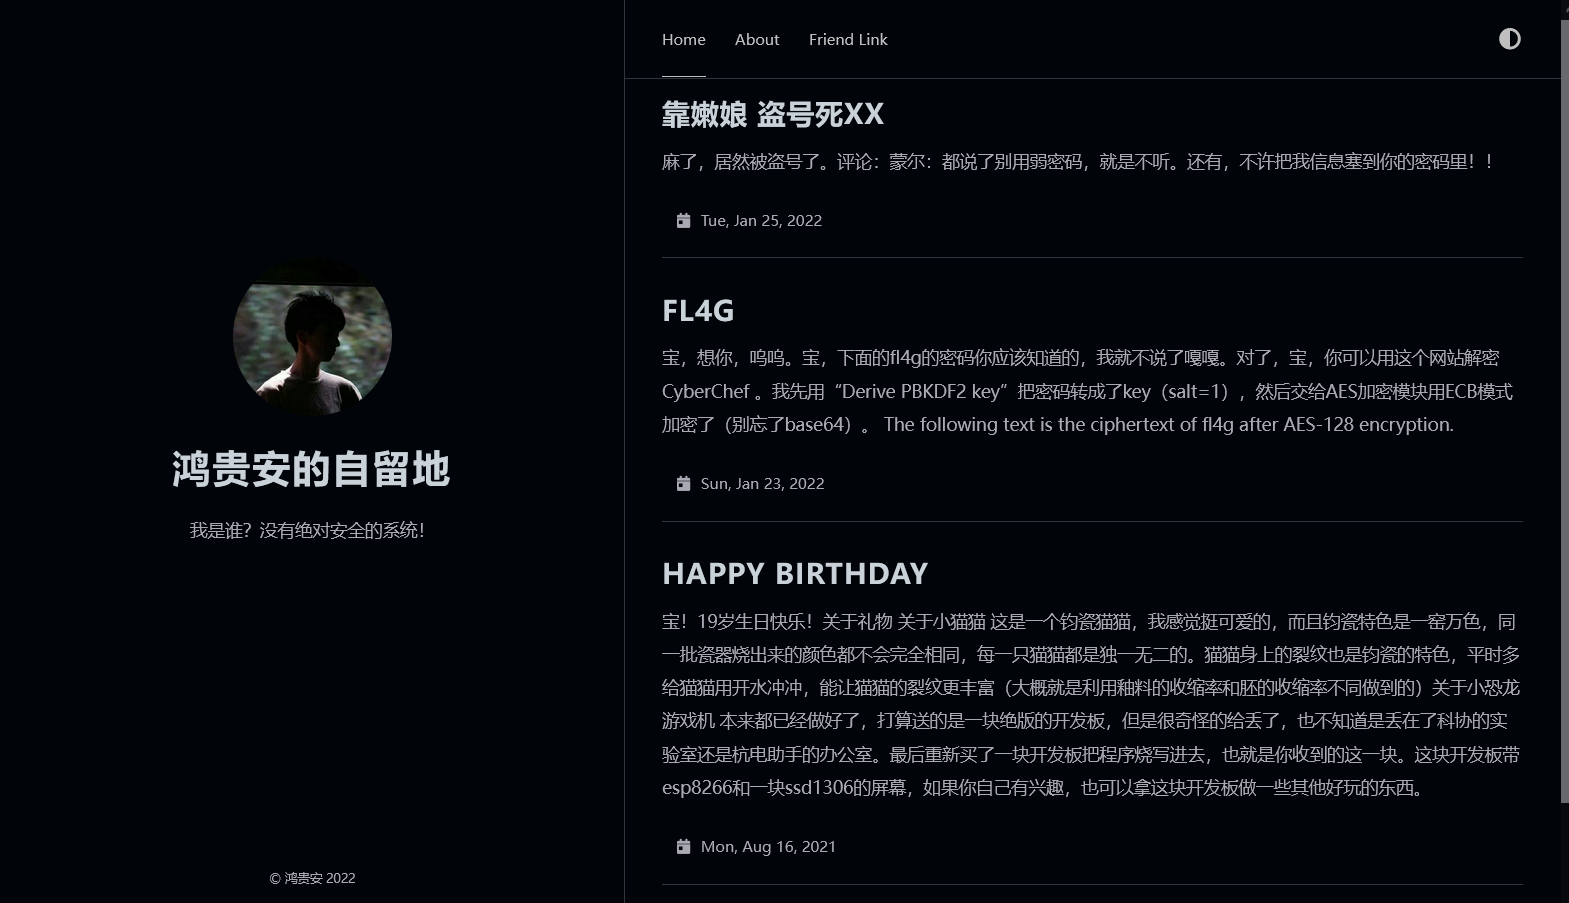 Home About Friend Link
靠嫩娘 盗号死XX
麻了，居然被盗号了。评论：蒙尔：都说了别用弱密码，就是不听。还有，不许把我信息塞到你的密码里！！
Tue, Jan 25, 2022
FL4G
宝，想你，呜呜。宝，下面的fl4g的密码你应该知道的，我就不说了嘎嘎。对了，宝，你可以用这个网站解密
CyberChef 。我先用“Derive PBKDF2 key”把密码转成了key（salt=1），然后交给AES加密模块用ECB模式
加密了（别忘了base64）。 The following text is the ciphertext of fl4g after AES-128 encryption.
Sun, Jan 23, 2022
HAPPY BIRTHDAY
宝！19岁生日快乐！关于礼物 关于小猫猫 这是一个钧瓷猫猫，我感觉挺可爱的，而且钧瓷特色是一窑万色，同
一批瓷器烧出来的颜色都不会完全相同，每一只猫猫都是独一无二的。猫猫身上的裂纹也是钧瓷的特色，平时多
给猫猫用开水冲冲，能让猫猫的裂纹更丰富（大概就是利用釉料的收缩率和胚的收缩率不同做到的）关于小恐龙
游戏机 本来都已经做好了，打算送的是一块绝版的开发板，但是很奇怪的给丢了，也不知道是丢在了科协的实
验室还是杭电助手的办公室。最后重新买了一块开发板把程序烧写进去，也就是你收到的这一块。这块开发板带
esp8266和一块ssd1306的屏幕，如果你自己有兴趣，也可以拿这块开发板做一些其他好玩的东西。
Mon, Aug 16, 2021
鸿贵安的自留地
我是谁？没有绝对安全的系统！
© 鸿贵安 2022